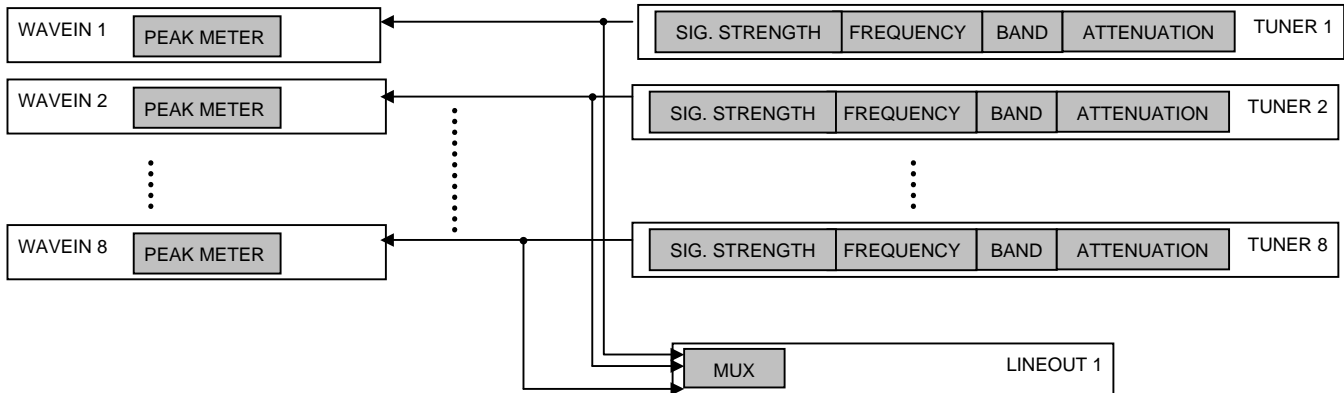 WAVEIN 1 PEAK METER SIG. STRENGTH FREQUENCY BAND ATTENUATION TUNER 1
WAVEIN 2 PEAK METER SIG. STRENGTH FREQUENCY BAND ATTENUATION TUNER 2
WAVEIN 8 PEAK METER SIG. STRENGTH FREQUENCY BAND ATTENUATION TUNER 8
MUX LINEOUT 1